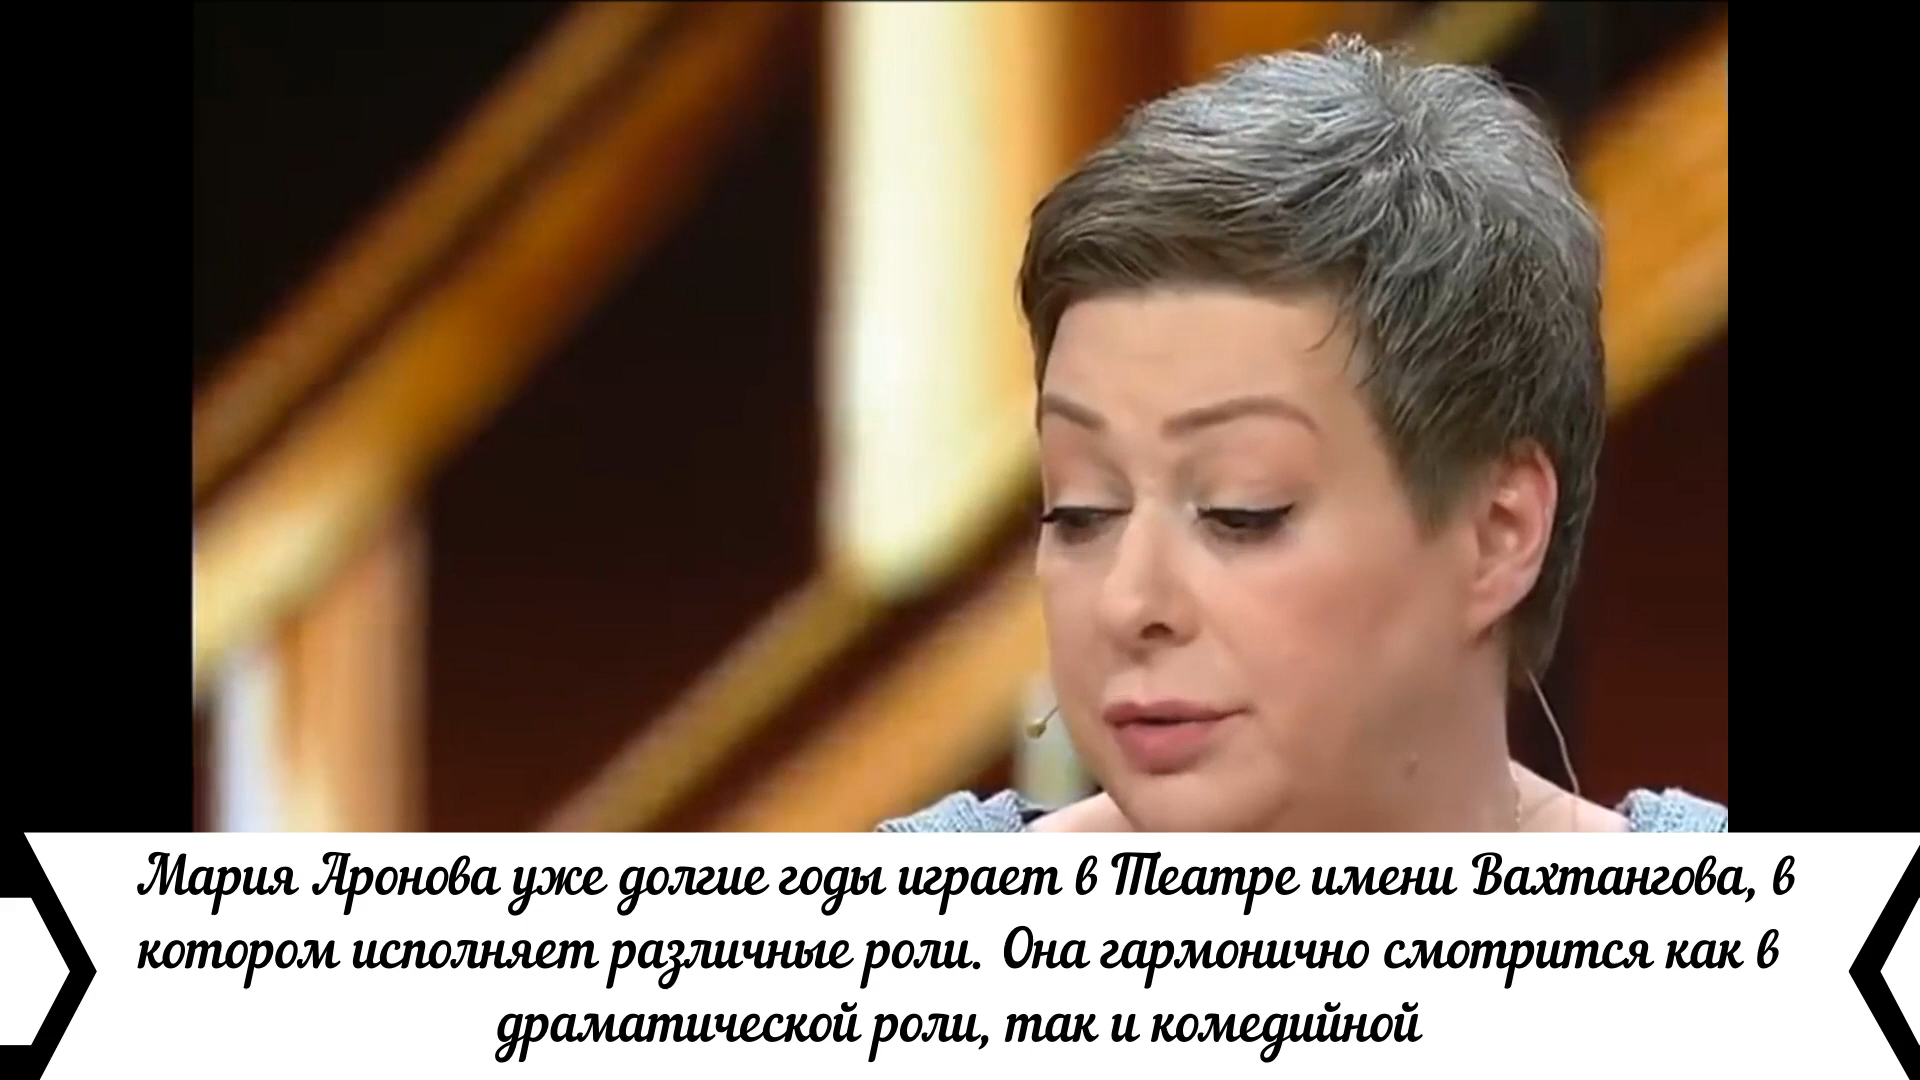 Мария Аронова уже долгие годы играет в Театре имени Вахтангова, в
котором исполняет различные роли. Она гармонично смотрится как в
драматической роли, так и комедийной